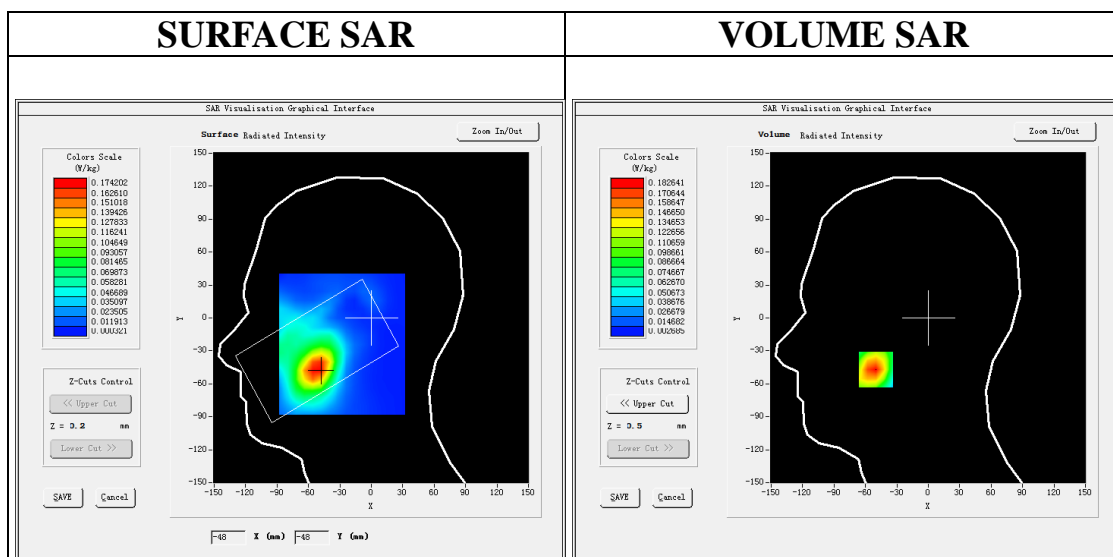 SURFACE SAR
VOLUME SAR
SAR Visualisation Graphical Interface
Surface Radiated Intensity
Zoom In/Out
Colors Scale
(W/kg)
0.174202
0.162610
0.151018
0.139426
0.127833
0.116241
0.104649
0.093057
0.081465
0.069873
0.058281
0.046689
0.035097
0.023505
0.011913
0.000321
Z-Cuts Control
<< Upper Cut
Z = 0.2 mm
Lower Cut >>
SAVE Cancel
150
120
90
60
30
0
-30
-60
-90
-120
-150
Y
-150 -120 -90 -60 -30 0 30 60 90 120 150
X
-48 X (mm) -48 Y (mm)
SAR Visualisation Graphical Interface
Volume Radiated Intensity
Zoom In/Out
Colors Scale
(W/kg)
0.182641
0.170644
0.158647
0.146650
0.134653
0.122656
0.110659
0.098661
0.086664
0.074667
0.062670
0.050673
0.038676
0.026679
0.014682
0.002685
Z-Cuts Control
<< Upper Cut
Z = 0.5 mm
Lower Cut >>
SAVE Cancel
150
120
90
60
30
0
-30
-60
-90
-120
-150
Y
-150 -120 -90 -60 -30 0 30 60 90 120 150
X